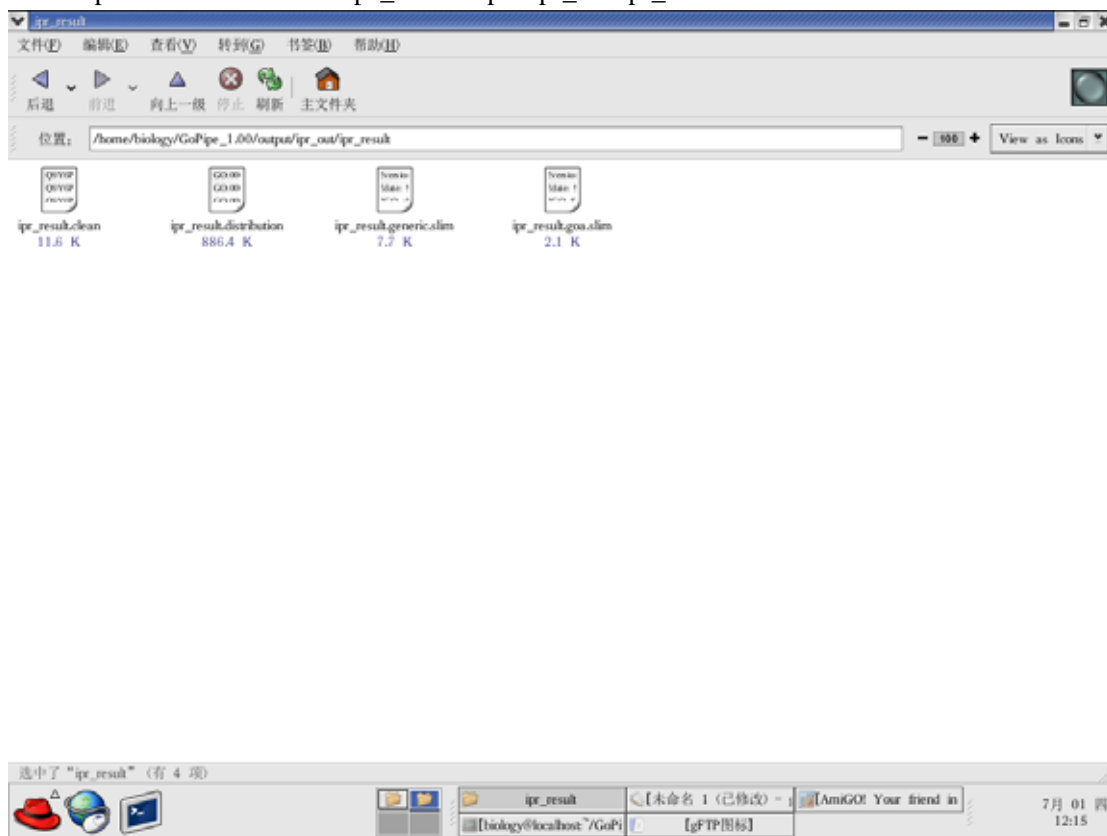 ipr_result
文件(F) 编辑(E) 查看(V) 转到(G) 书签(B) 帮助(H)
后退 前进 向上一级 停止 刷新 主文件夹
位置: /home/biology/GoPipe_1.00/output/ipr_out/ipr_result 100 View as Icons
ipr_result.clean ipr_result.distribution ipr_result.generic.slim ipr_result.goa.slim
11.6 K 886.4 K 7.7 K 2.1 K
选中了 "ipr_result" (有 4 项)
ipr_result [未命名 1 (已修改) - [AmiGO! Your friend in 7月 01 四
[biology@localhost:~/GoPi [gFTP图标] 12:15